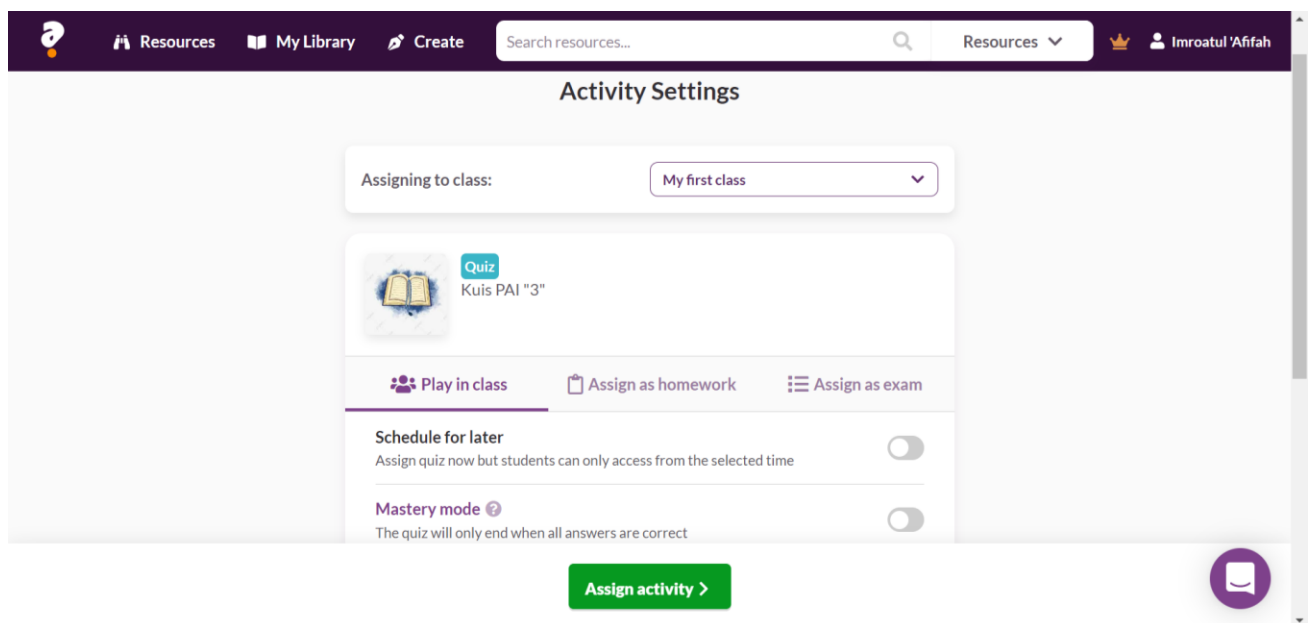 Resources My Library Create Search resources... Resources Imroatul 'Afifah
Activity Settings
Assigning to class: My first class
Quiz
Kuis PAI "3"
Play in class Assign as homework Assign as exam
Schedule for later
Assign quiz now but students can only access from the selected time
Mastery mode ?
The quiz will only end when all answers are correct
Assign activity >